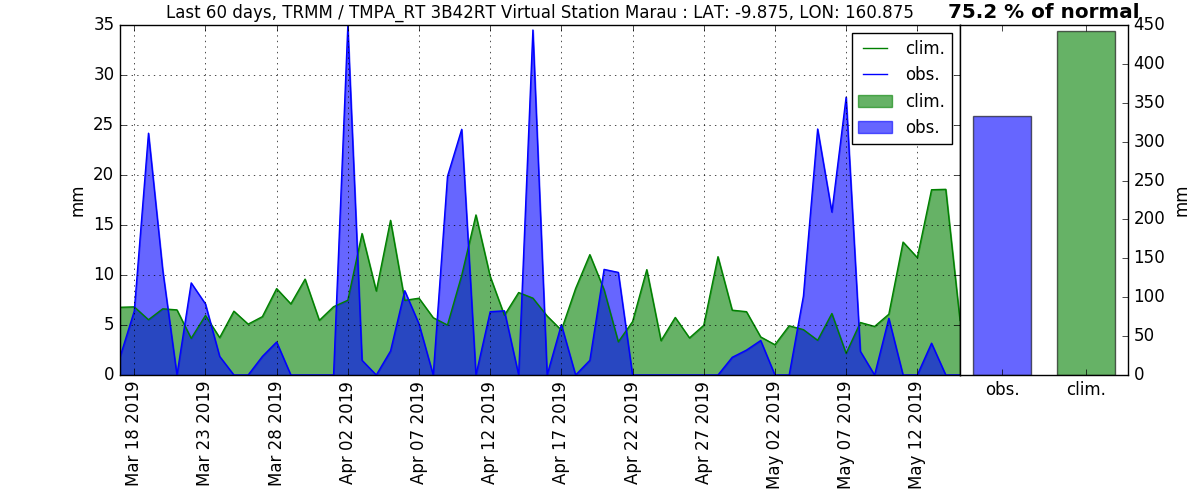 Last 60 days, TRMM / TMPA_RT 3B42RT Virtual Station Marau : LAT: -9.875, LON: 160.875
75.2 % of normal
35
30
25
20
15
10
5
0
mm
clim.
obs.
clim.
obs.
450
400
350
300
250
200
150
100
50
0
mm
obs.
clim.
Mar 18 2019
Mar 23 2019
Mar 28 2019
Apr 02 2019
Apr 07 2019
Apr 12 2019
Apr 17 2019
Apr 22 2019
Apr 27 2019
May 02 2019
May 07 2019
May 12 2019